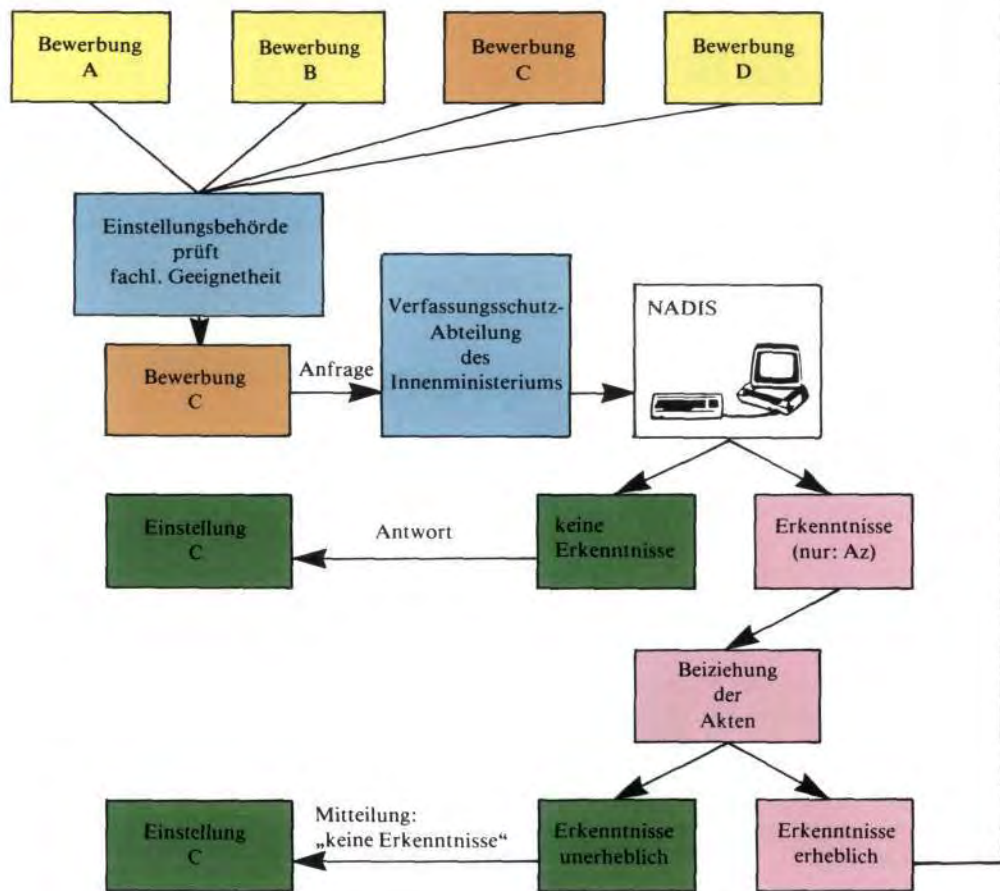 Bewerbung
A
Bewerbung
B
Bewerbung
C
Bewerbung
D
Einstellungsbehörde
prüft
fachl. Geeignetheit
Bewerbung
C
Anfrage
Verfassungsschutz-
Abteilung
des
Innenministeriums
NADIS
Einstellung
C
Antwort
keine
Erkenntnisse
Erkenntnisse
(nur: Az)
Beiziehung
der
Akten
Einstellung
C
Mitteilung:
„keine Erkenntnisse“
Erkenntnisse
unerheblich
Erkenntnisse
erheblich